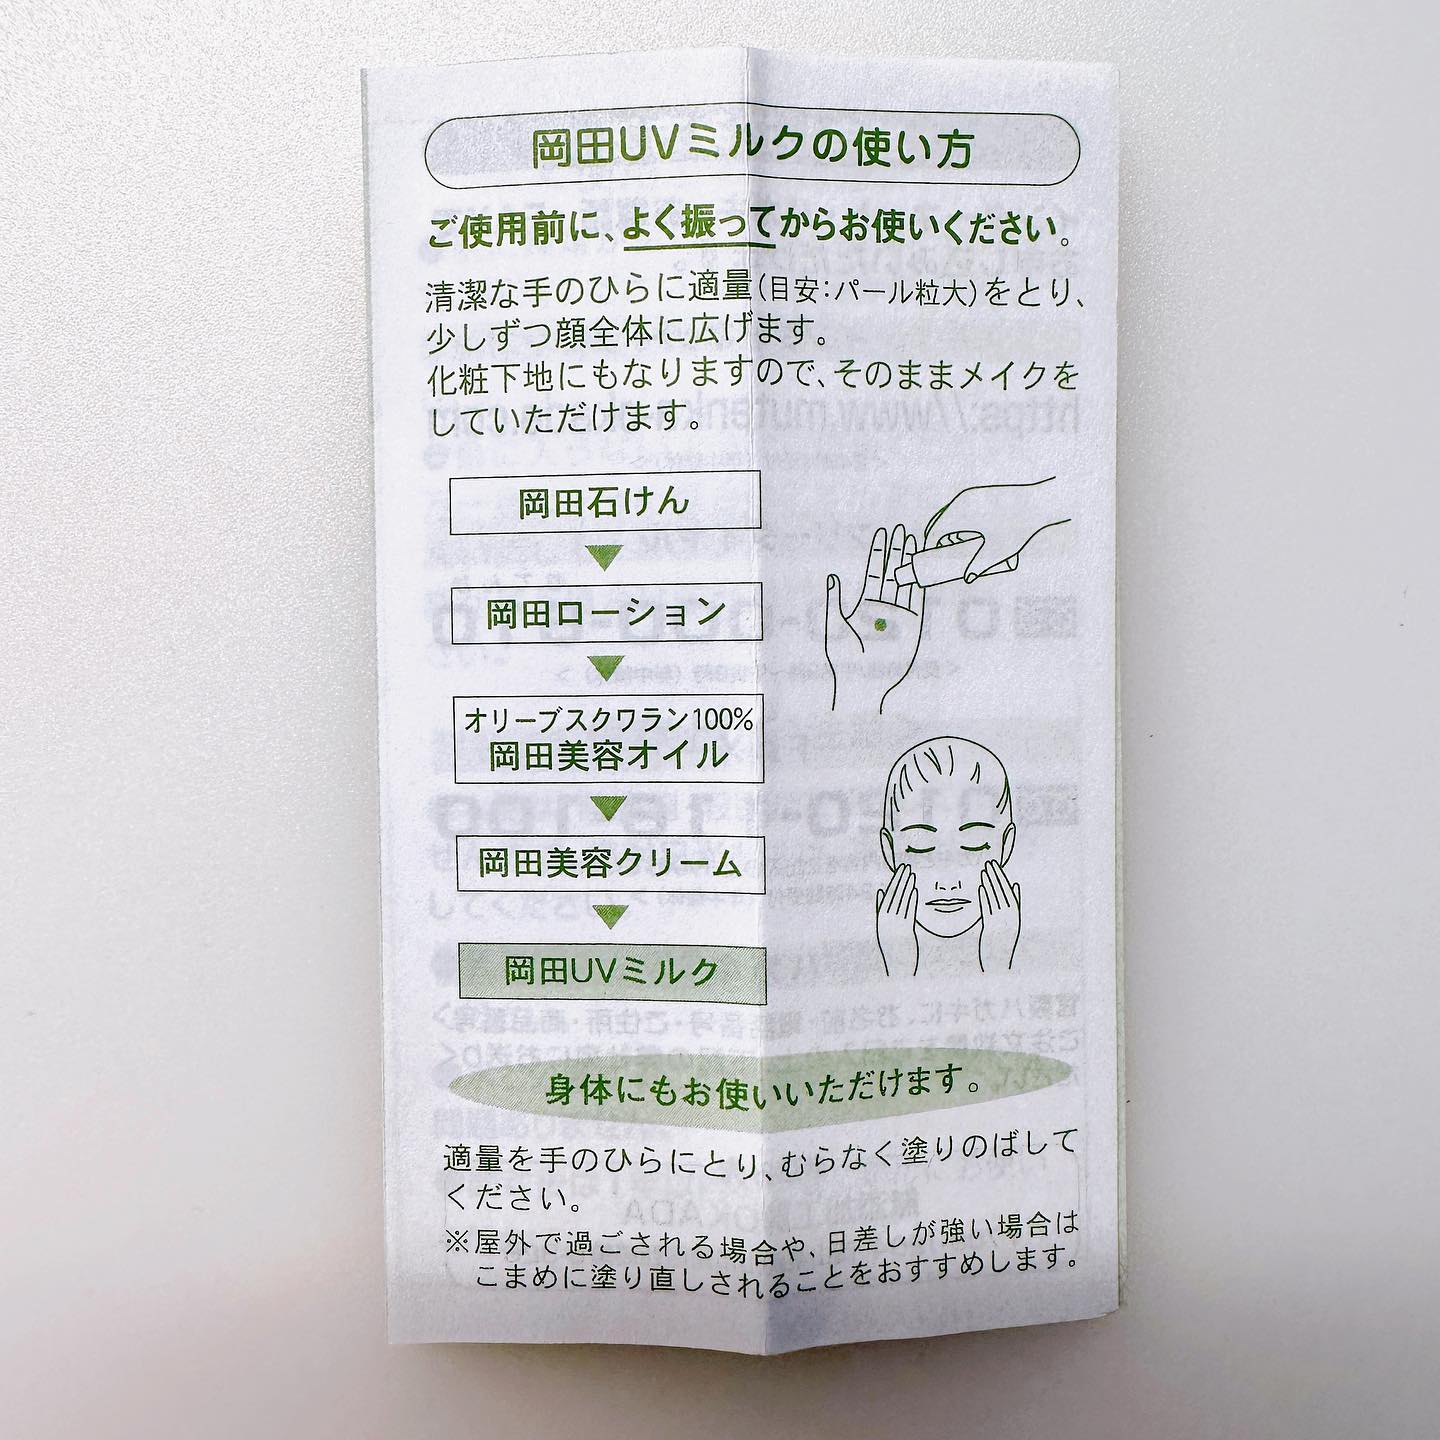 岡田UVミルクの使い方
ご使用前に、よく振ってからお使いください。
清潔な手のひらに適量(目安:パール粒大)をとり、
少しずつ顔全体に広げます。
化粧下地にもなりますので、そのままメイクを
していただけます。
岡田石けん
岡田ローション
オリーブスクワラン100%
岡田美容オイル
岡田美容クリーム
岡田UVミルク
身体にもお使いいただけます。
適量を手のひらにとり、むらなく塗りのばして
ください。
※屋外で過ごされる場合や、日差しが強い場合は
こまめに塗り直しされることをおすすめします。